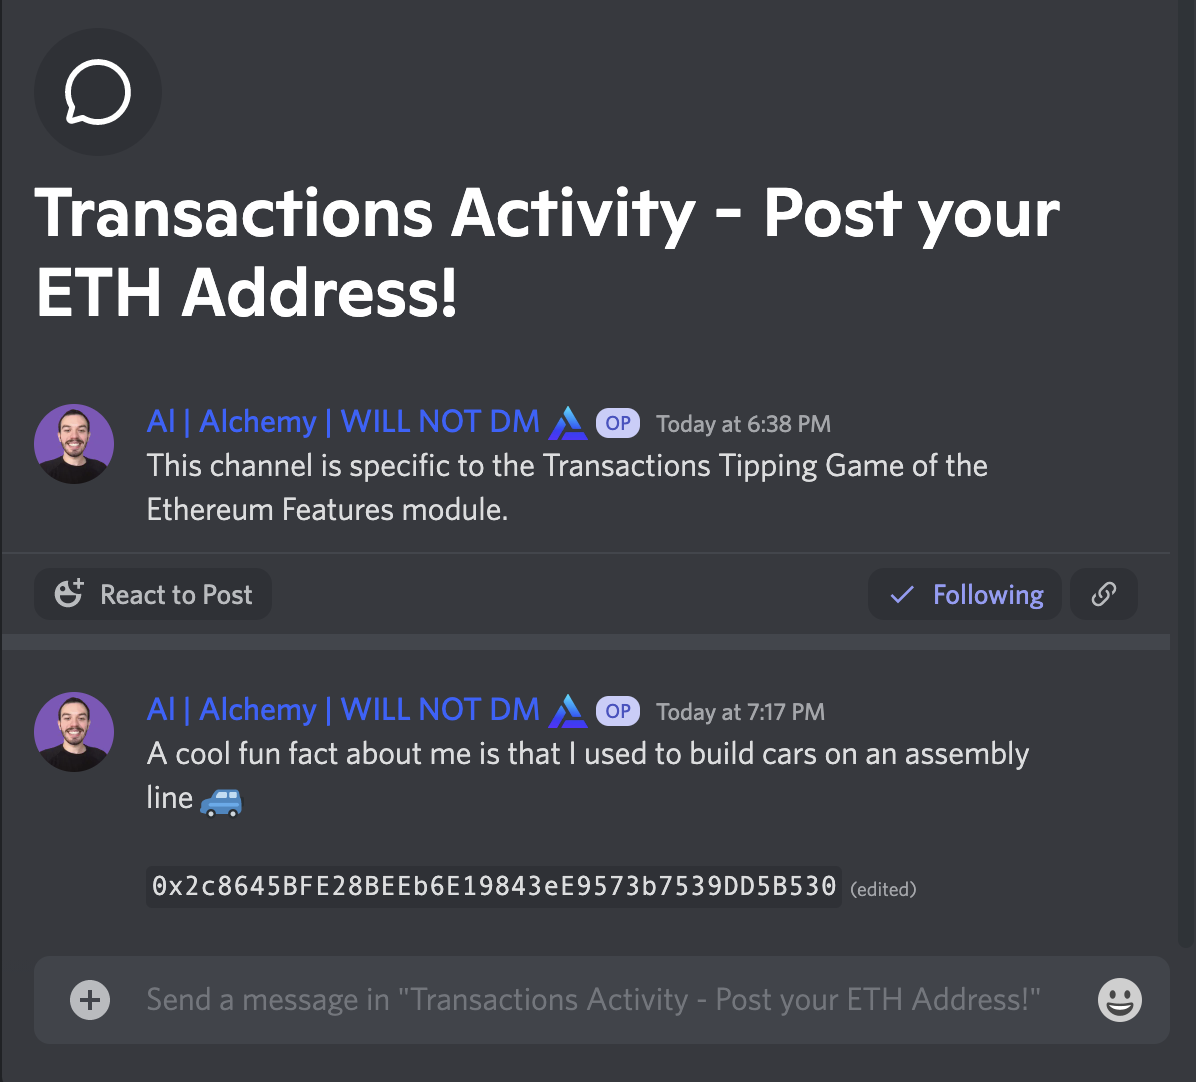 Transactions Activity - Post your
ETH Address!
Al | Alchemy | WILL NOT DM OP Today at 6:38 PM
This channel is specific to the Transactions Tipping Game of the
Ethereum Features module.
React to Post
Following
Al | Alchemy | WILL NOT DM OP Today at 7:17 PM
A cool fun fact about me is that I used to build cars on an assembly
line
0x2c8645BFE28BEEb6E19843eE9573b7539DD5B530 (edited)
Send a message in "Transactions Activity - Post your ETH Address!"